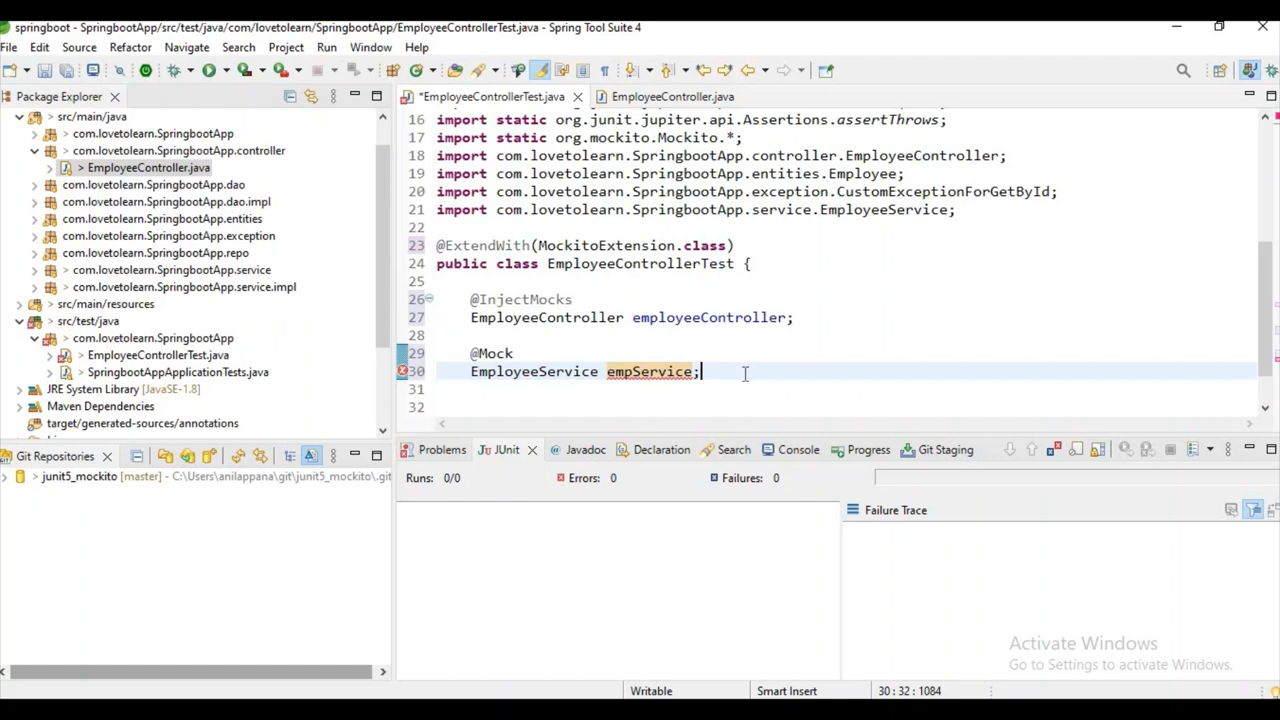 springboot - SpringbootApp/src/test/java/com/lovetolearn/SpringbootApp/EmployeeControllerTest.java - Spring Tool Suite 4
File Edit Source Refactor Navigate Search Project Run Window Help
Package Explorer
src/main/java
com.lovetolearn.SpringbootApp
com.lovetolearn.SpringbootApp.controller
> EmployeeController.java
com.lovetolearn.SpringbootApp.dao
com.lovetolearn.SpringbootApp.dao.impl
com.lovetolearn.SpringbootApp.entities
com.lovetolearn.SpringbootApp.exception
com.lovetolearn.SpringbootApp.repo
> com.lovetolearn.SpringbootApp.service
> com.lovetolearn.SpringbootApp.service.impl
> src/main/resources
> src/test/java
> com.lovetolearn.SpringbootApp
> EmployeeControllerTest.java
> SpringbootAppApplicationTests.java
JRE System Library [JavaSE-1.8]
Maven Dependencies
target/generated-sources/annotations
*EmployeeControllerTest.java EmployeeController.java
16 import static org.junit.jupiter.api.Assertions.assertThrows;
17 import static org.mockito.Mockito.*;
18 import com.lovetolearn.SpringbootApp.controller.EmployeeController;
19 import com.lovetolearn.SpringbootApp.entities.Employee;
20 import com.lovetolearn.SpringbootApp.exception.CustomExceptionForGetById;
21 import com.lovetolearn.SpringbootApp.service.EmployeeService;
22
23 @ExtendWith(MockitoExtension.class)
24 public class EmployeeControllerTest {
25
26 @InjectMocks
27 EmployeeController employeeController;
28
29 @Mock
30 EmployeeService empService;
31
32
Git Repositories
> junit5_mockito [master] - C:\Users\anilappana\git\junit5_mockito\.git
Problems JUnit Javadoc Declaration Search Console Progress Git Staging
Runs: 0/0 Errors: 0 Failures: 0
Failure Trace
Activate Windows
Go to Settings to activate Windows.
Writable Smart Insert 30 : 32 : 1084